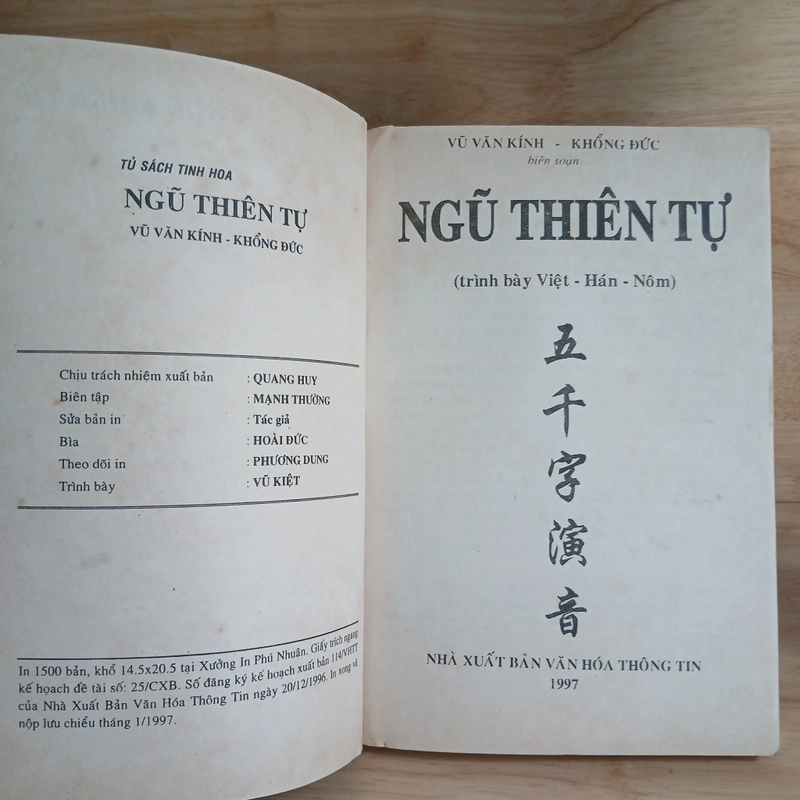 TỦ SÁCH TINH HOA
NGŨ THIÊN TỰ
VŨ VĂN KÍNH - KHỔNG ĐỨC
Chịu trách nhiệm xuất bản : QUANG HUY
Biên tập : MẠNH THƯỜNG
Sửa bản in : Tác giả
Bìa : HOÀI ĐỨC
Theo dõi in : PHƯƠNG DUNG
Trình bày : VŨ KIỆT
In 1500 bản, khổ 14.5x20.5 tại Xưởng In Phú Nhuận. Giấy trích ngang
kế hoạch đề tài số: 25/CXB. Số đăng ký kế hoạch xuất bản 114/VHTT
của Nhà Xuất Bản Văn Hóa Thông Tin ngày 20/12/1996. In xong và
nộp lưu chiểu tháng 1/1997.
VŨ VĂN KÍNH - KHỔNG ĐỨC
biên soạn
NGŨ THIÊN TỰ
(trình bày Việt - Hán - Nôm)
五
千
字
演
音
NHÀ XUẤT BẢN VĂN HÓA THÔNG TIN
1997